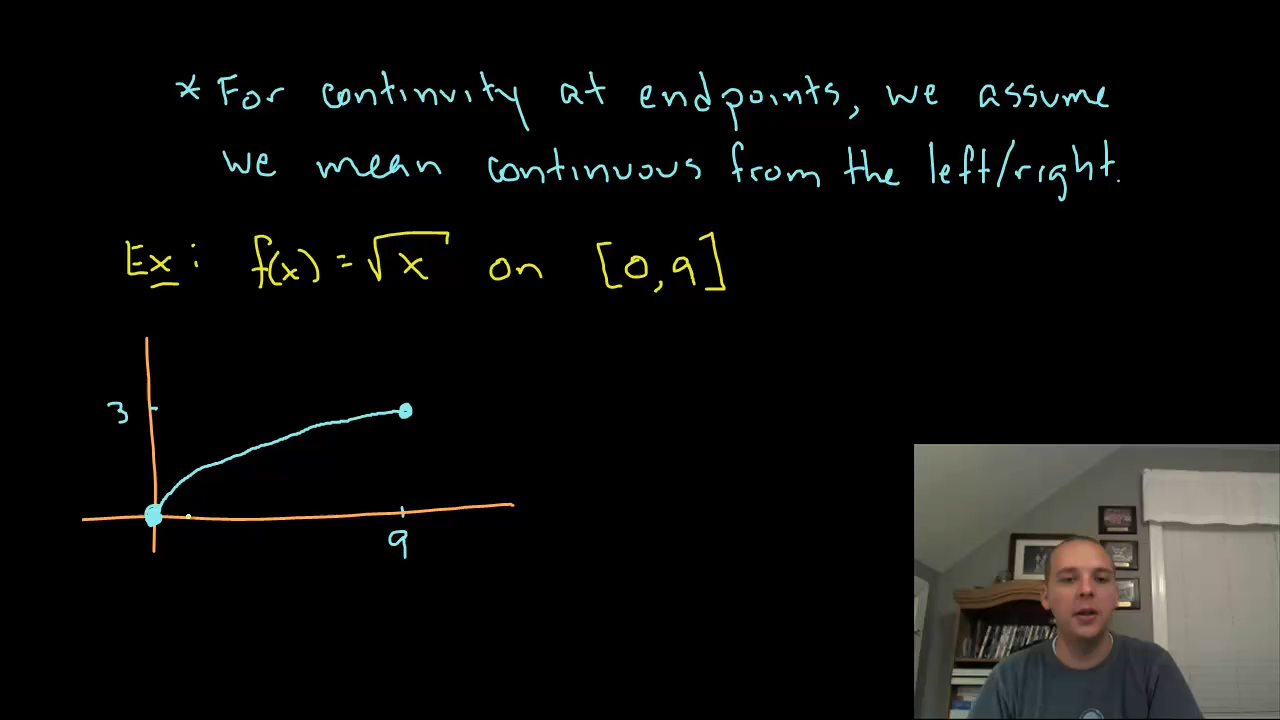 * For continuity at endpoints, we assume
we mean continuous from the left/right.
Ex: f(x) = √x on [0,9]
3
9